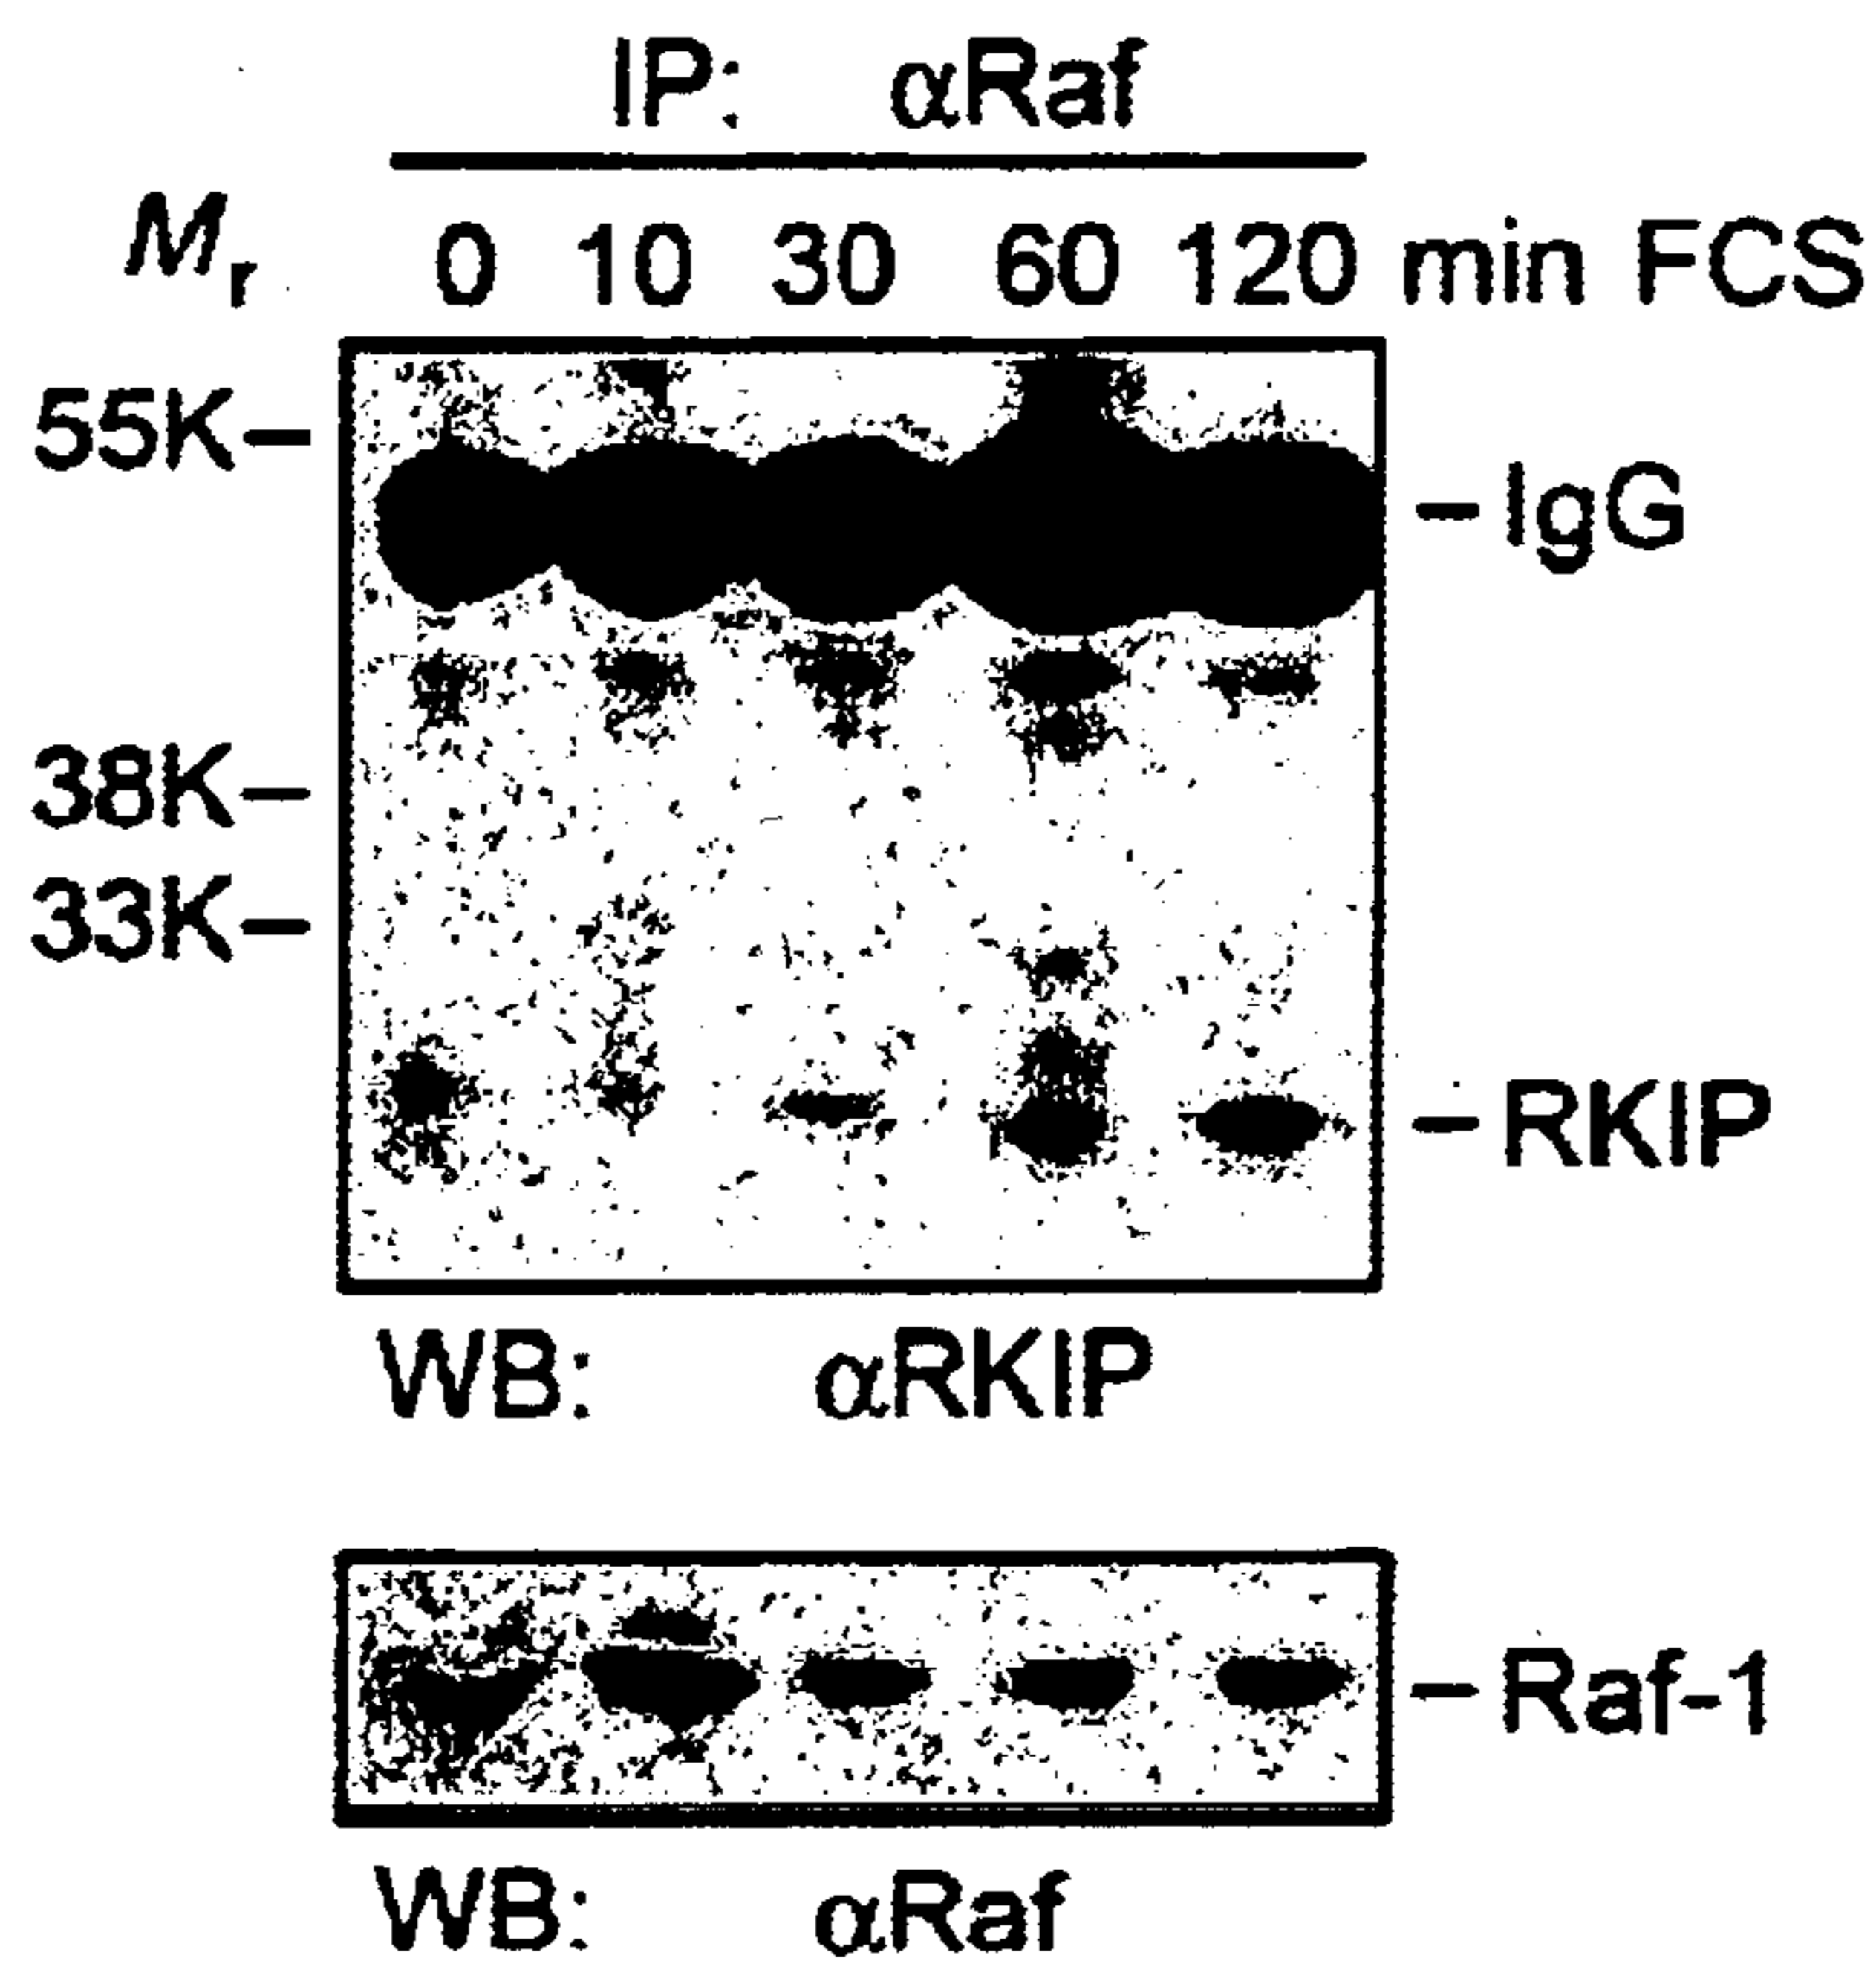 IP: αRaf
Mr 0 10 30 60 120 min FCS
55K
IgG
38K
33K
RKIP
WB: αRKIP
Raf-1
WB: αRaf